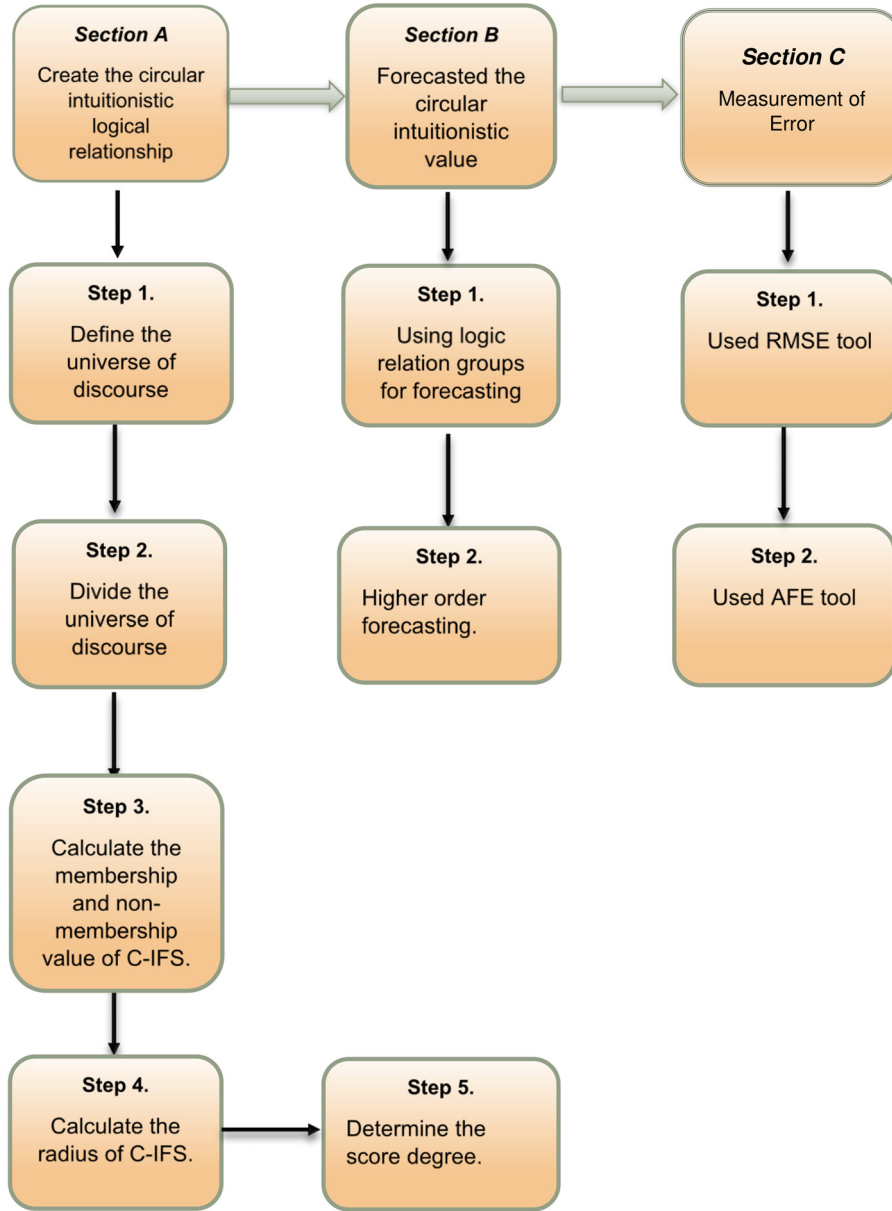 Section A
Create the circular
intuitionistic
logical
relationship
Section B
Forecasted the
circular
intuitionistic
value
Section C
Measurement of
Error
Step 1.
Define the
universe of
discourse
Step 1.
Using logic
relation groups
for forecasting
Step 1.
Used RMSE tool
Step 2.
Divide the
universe of
discourse
Step 2.
Higher order
forecasting.
Step 2.
Used AFE tool
Step 3.
Calculate the
membership
and non-
membership
value of C-IFS.
Step 4.
Calculate the
radius of C-IFS.
Step 5.
Determine the
score degree.